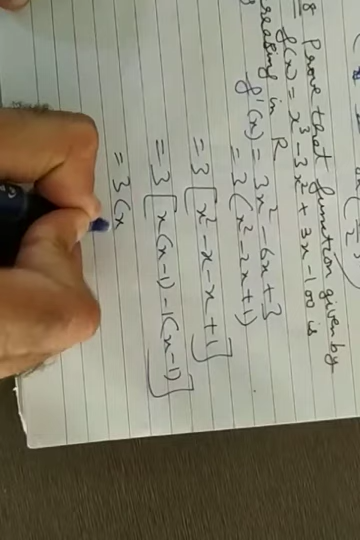 Prove that function given by
f(x) = x³ - 3x² + 3x - 100 is
reasing in R
f'(x) = 3x² - 6x + 3
= 3(x² - 2x + 1)
= 3[x² - x - x + 1]
= 3[x(x-1) - 1(x-1)]
= 3(x